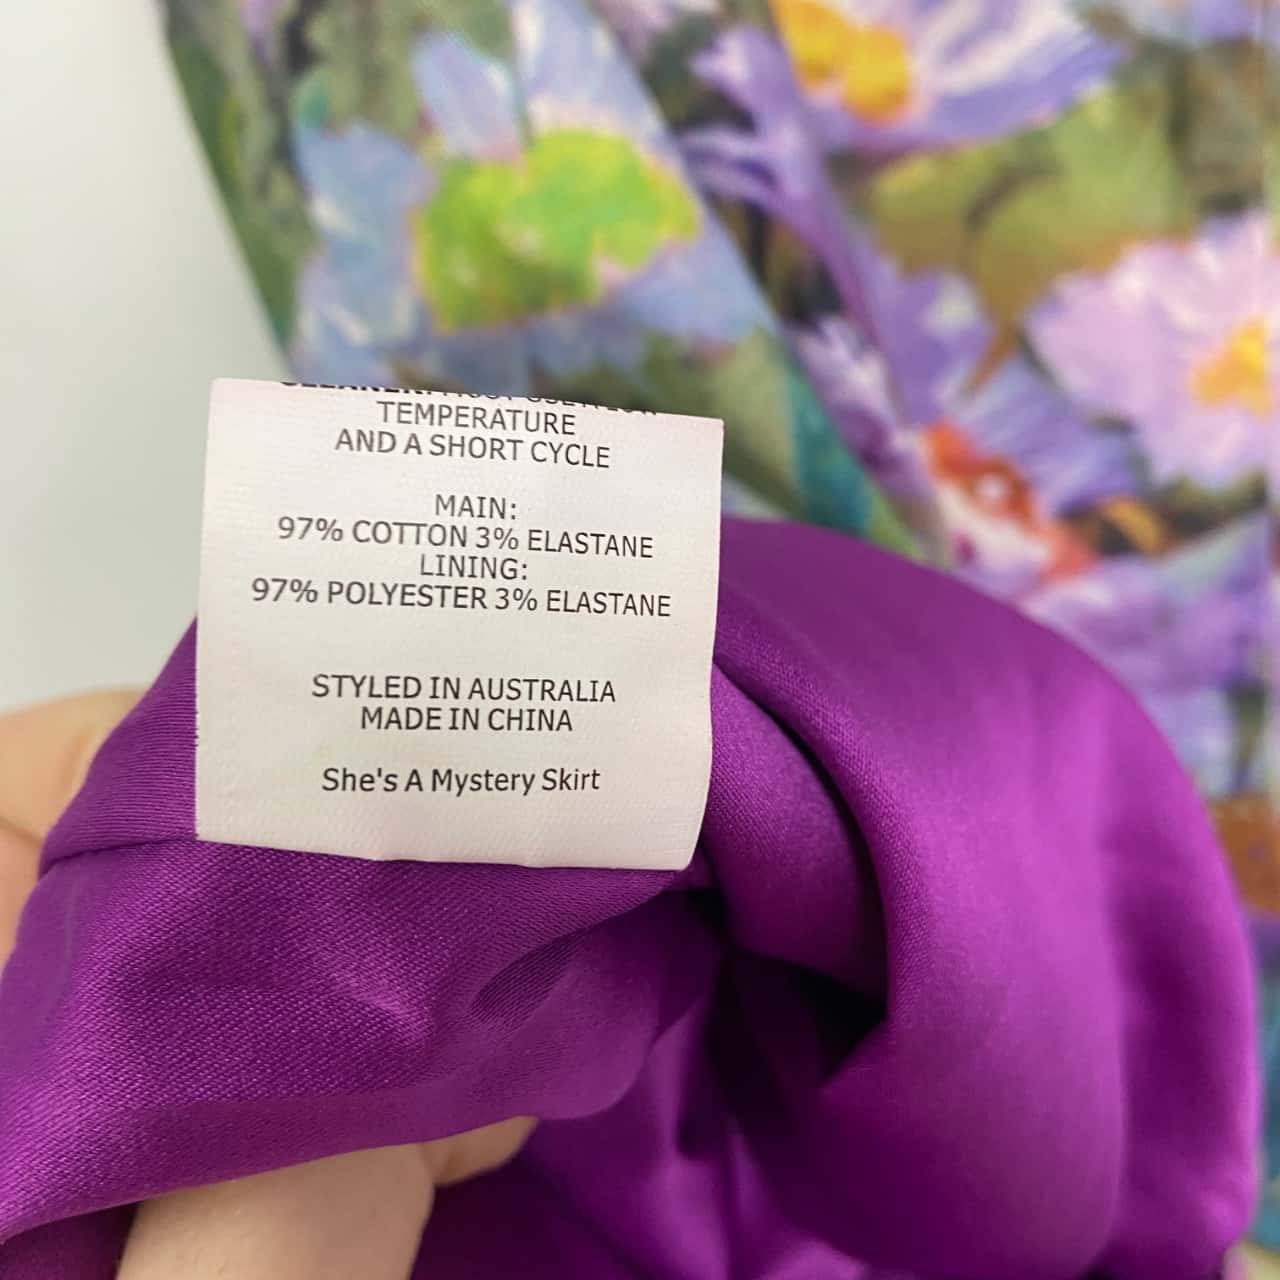 TEMPERATURE
AND A SHORT CYCLE
MAIN:
97% COTTON 3% ELASTANE
LINING:
97% POLYESTER 3% ELASTANE
STYLED IN AUSTRALIA
MADE IN CHINA
She's A Mystery Skirt